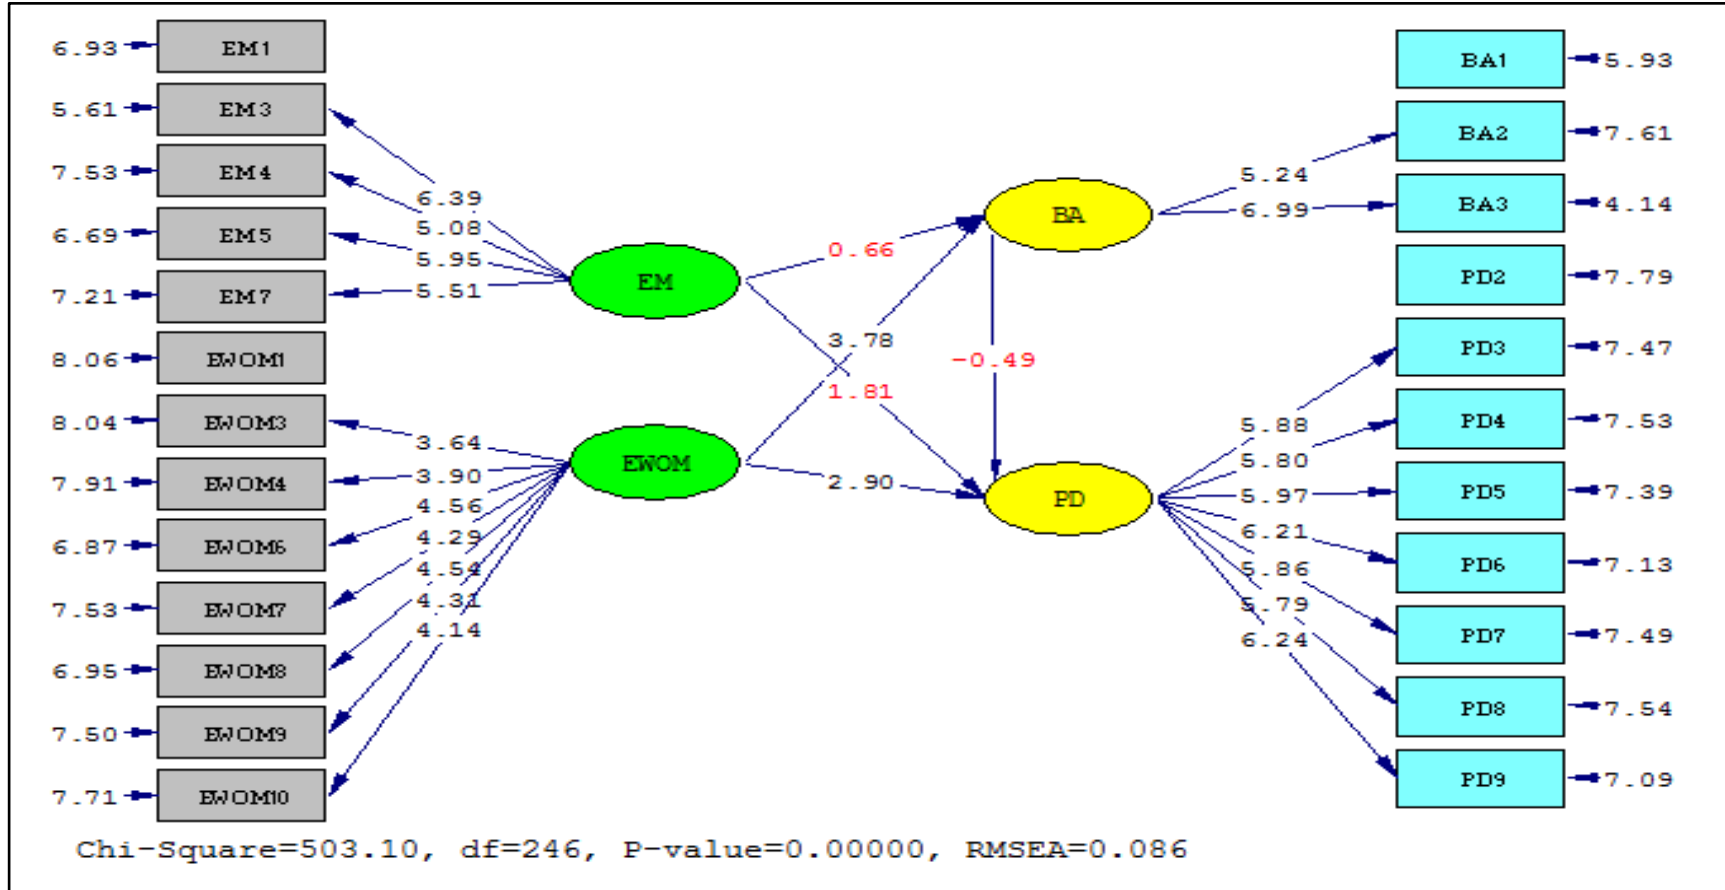 6.93 EM1
5.61 EM3
7.53 EM4
6.69 EM5
7.21 EM7
8.06 EWOM1
8.04 EWOM3
7.91 EWOM4
6.87 EWOM6
7.53 EWOM7
6.95 EWOM8
7.50 EWOM9
7.71 EWOM10
6.39
5.08
5.95
5.51
3.64
3.90
4.56
4.29
4.54
4.31
4.14
EM
EWOM
0.66
3.78
1.81
2.90
-0.49
BA
PD
5.24
6.99
5.88
5.80
5.97
6.21
5.86
5.79
6.24
BA1 5.93
BA2 7.61
BA3 4.14
PD2 7.79
PD3 7.47
PD4 7.53
PD5 7.39
PD6 7.13
PD7 7.49
PD8 7.54
PD9 7.09
Chi-Square=503.10, df=246, P-value=0.00000, RMSEA=0.086